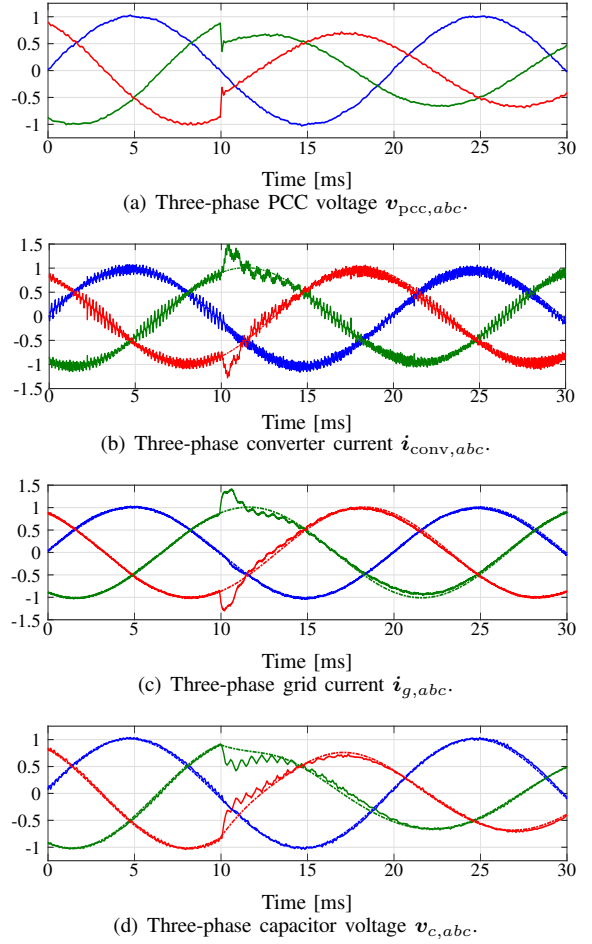 1
0.5
0
-0.5
-1
0 5 10 15 20 25 30
Time [ms]
(a) Three-phase PCC voltage v_pcc,abc.
1.5
1
0.5
0
-0.5
-1
-1.5
0 5 10 15 20 25 30
Time [ms]
(b) Three-phase converter current i_conv,abc.
1.5
1
0.5
0
-0.5
-1
-1.5
0 5 10 15 20 25 30
Time [ms]
(c) Three-phase grid current i_g,abc.
1
0.5
0
-0.5
-1
0 5 10 15 20 25 30
Time [ms]
(d) Three-phase capacitor voltage v_c,abc.